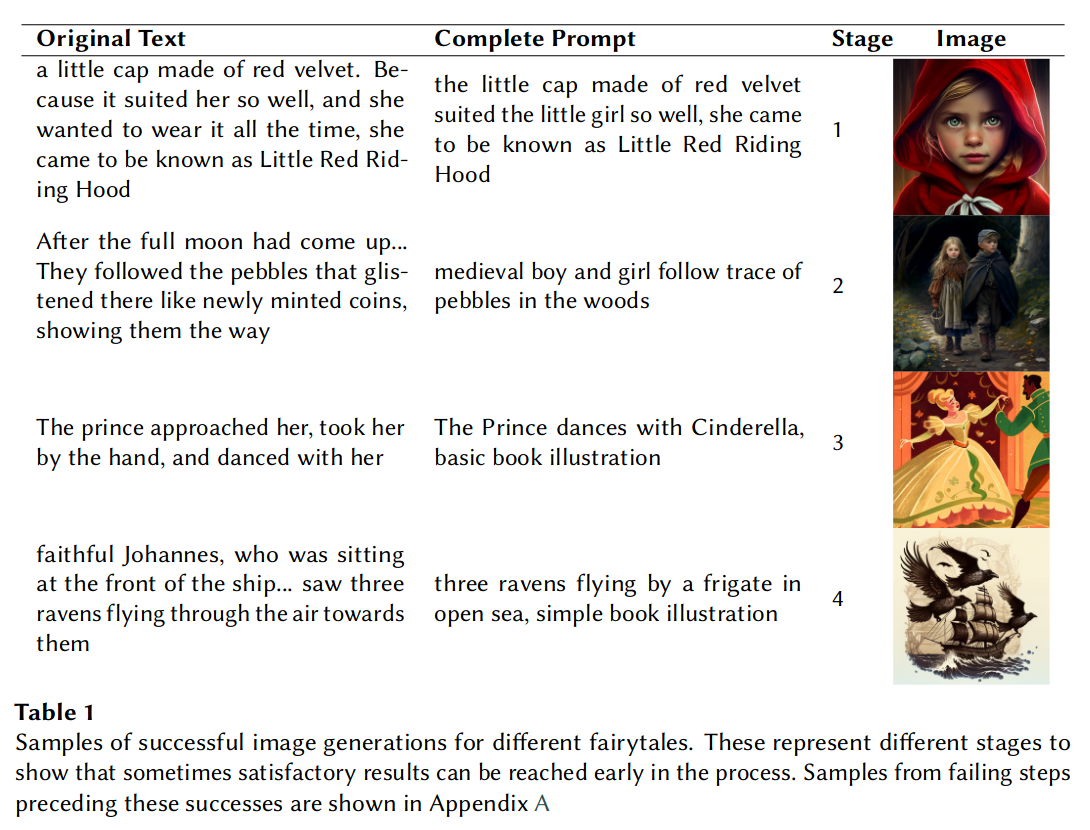 Original Text Complete Prompt Stage Image
a little cap made of red velvet. Be-
cause it suited her so well, and she
wanted to wear it all the time, she
came to be known as Little Red Rid-
ing Hood
the little cap made of red velvet
suited the little girl so well, she came
to be known as Little Red Riding
Hood
1
After the full moon had come up...
They followed the pebbles that glis-
tened there like newly minted coins,
showing them the way
medieval boy and girl follow trace of
pebbles in the woods
2
The prince approached her, took her
by the hand, and danced with her
The Prince dances with Cinderella,
basic book illustration
3
faithful Johannes, who was sitting
at the front of the ship... saw three
ravens flying through the air towards
them
three ravens flying by a frigate in
open sea, simple book illustration
4
Table 1
Samples of successful image generations for different fairytales. These represent different stages to
show that sometimes satisfactory results can be reached early in the process. Samples from failing steps
preceding these successes are shown in Appendix A